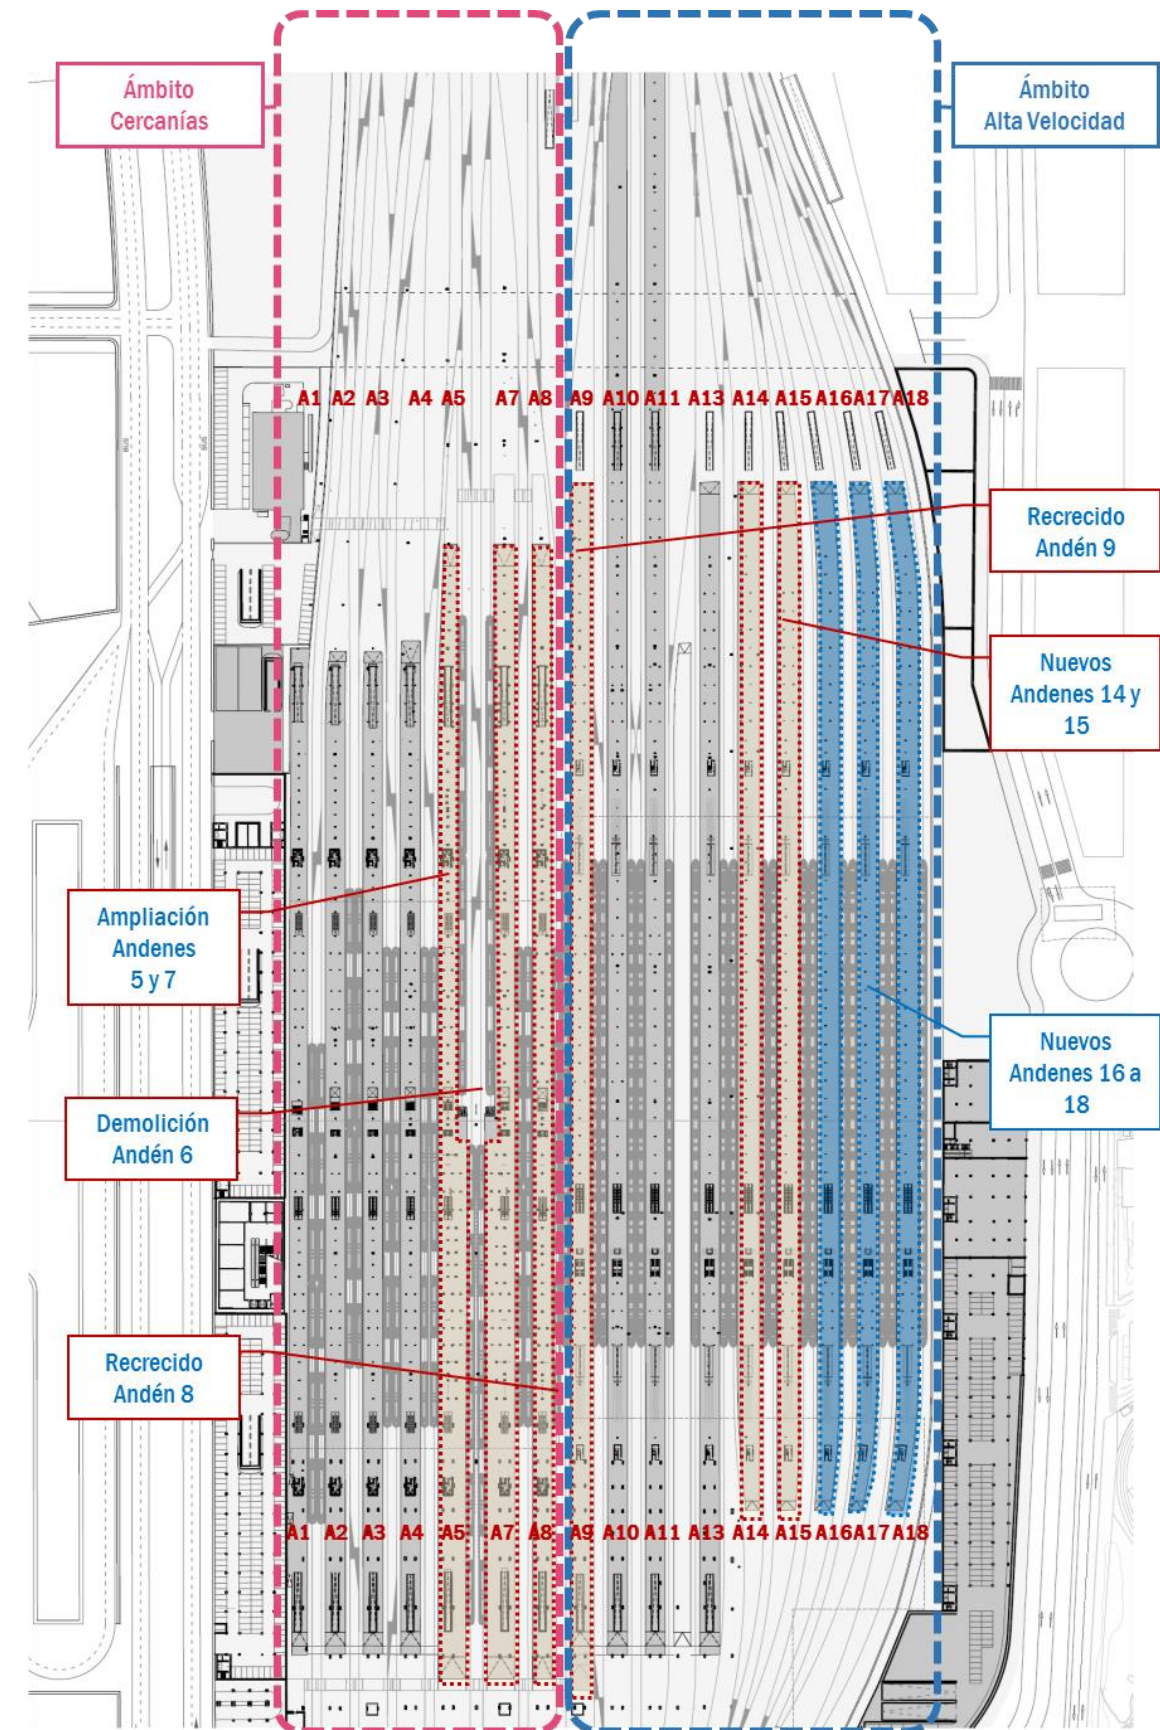 Ámbito
Cercanías
Ámbito
Alta Velocidad
A1 A2 A3 A4 A5 A7 A8 A9 A10 A11 A13 A14 A15 A16 A17 A18
Recrecido
Andén 9
Nuevos
Andenes 14 y
15
Ampliación
Andenes
5 y 7
Nuevos
Andenes 16 a
18
Demolición
Andén 6
Recrecido
Andén 8
A1 A2 A3 A4 A5 A7 A8 A9 A10 A11 A13 A14 A15 A16 A17 A18